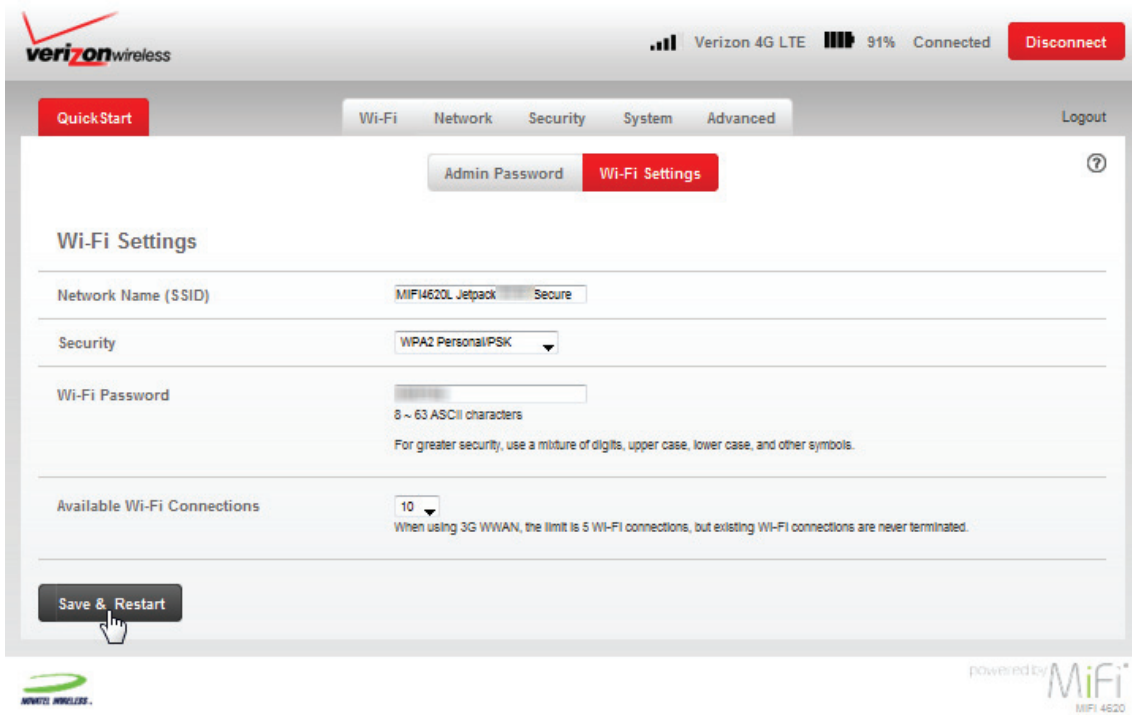 verizonwireless
Verizon 4G LTE 91% Connected Disconnect
QuickStart Wi-Fi Network Security System Advanced Logout
Admin Password Wi-Fi Settings ?
Wi-Fi Settings
Network Name (SSID) MIFI4620L Jetpack Secure
Security WPA2 Personal/PSK
Wi-Fi Password
8 ~ 63 ASCII characters
For greater security, use a mixture of digits, upper case, lower case, and other symbols.
Available Wi-Fi Connections 10
When using 3G WWAN, the limit is 5 Wi-Fi connections, but existing Wi-Fi connections are never terminated.
Save & Restart
NOVATEL WIRELESS.
powered by MiFi
MIFI 4620